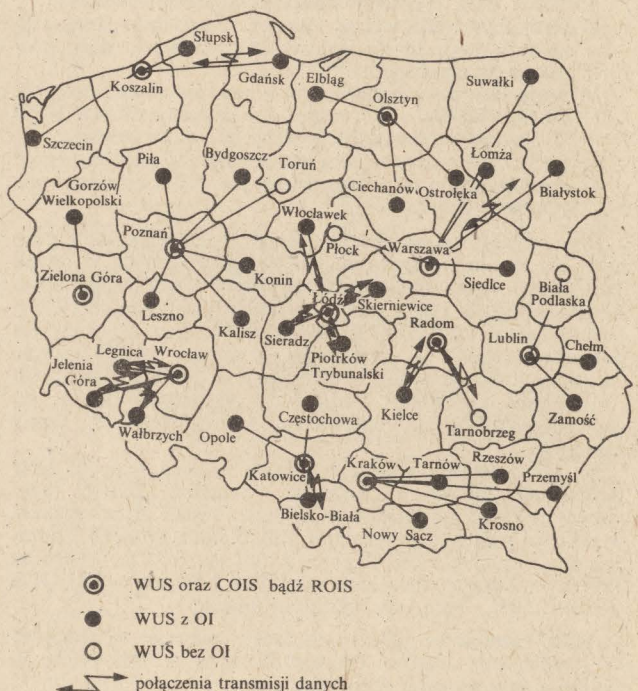 Słupsk
Koszalin
Gdańsk
Elbląg
Olsztyn
Suwałki
Szczecin
Piła
Bydgoszcz
Toruń
Łomża
Gorzów
Wielkopolski
Ciechanów
Ostrołęka
Białystok
Włocławek
Poznań
Płock
Warszawa
Zielona Góra
Konin
Siedlce
Biała
Podlaska
Leszno
Łódź
Skierniewice
Kalisz
Sieradz
Radom
Legnica
Wrocław
Piotrków
Trybunalski
Lublin
Chełm
Jelenia
Góra
Kielce
Wałbrzych
Częstochowa
Tarnobrzeg
Zamość
Opole
Katowice
Kraków
Tarnów
Rzeszów
Przemyśl
Bielsko-Biała
Nowy Sącz
Krosno
WUS oraz COIS bądź ROIS
WUS z OI
WUS bez OI
połączenia transmisji danych